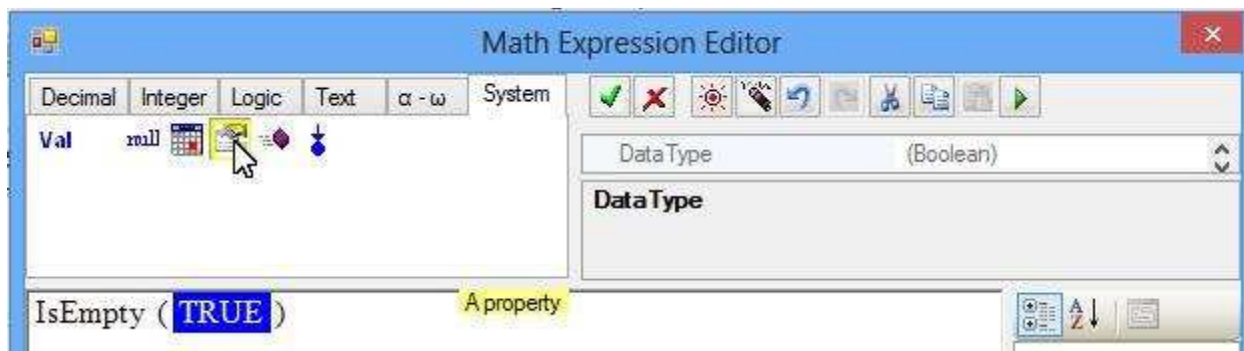 Math Expression Editor
Decimal Integer Logic Text α - ω System
Val null
DataType (Boolean)
DataType
A property
IsEmpty ( TRUE )
A
Z